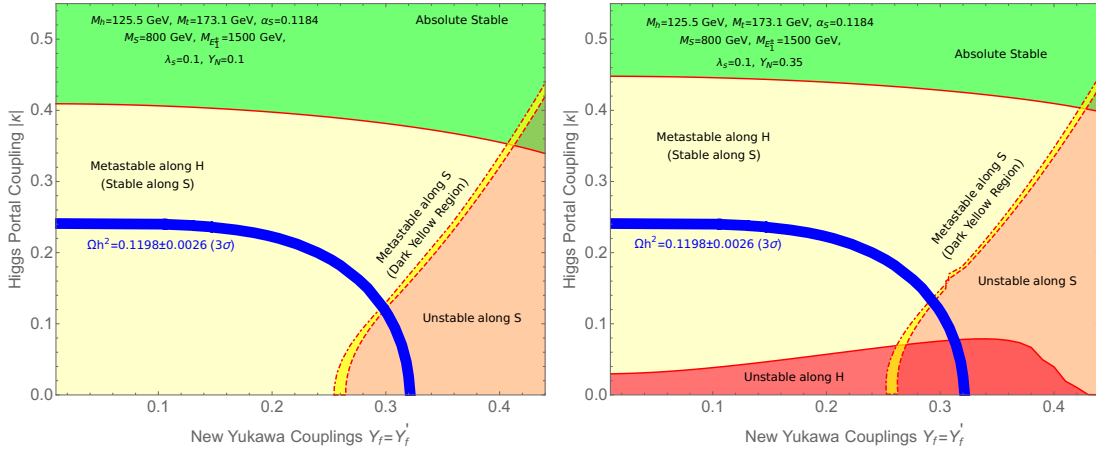 M_h=125.5 GeV, M_t=173.1 GeV, α_S=0.1184
M_S=800 GeV, M_{E_1^±}=1500 GeV,
λ_s=0.1, Y_N=0.1
Absolute Stable
Metastable along H
(Stable along S)
Metastable along S
(Dark Yellow Region)
Ωh²=0.1198±0.0026 (3σ)
Unstable along S
Higgs Portal Coupling |κ|
0.5
0.4
0.3
0.2
0.1
0.0
0.1 0.2 0.3 0.4
New Yukawa Couplings Y_f=Y_f'
M_h=125.5 GeV, M_t=173.1 GeV, α_S=0.1184
M_S=800 GeV, M_{E_1^±}=1500 GeV,
λ_s=0.1, Y_N=0.35
Absolute Stable
Metastable along H
(Stable along S)
Metastable along S
(Dark Yellow Region)
Ωh²=0.1198±0.0026 (3σ)
Unstable along S
Unstable along H
Higgs Portal Coupling |κ|
0.5
0.4
0.3
0.2
0.1
0.0
0.1 0.2 0.3 0.4
New Yukawa Couplings Y_f=Y_f'